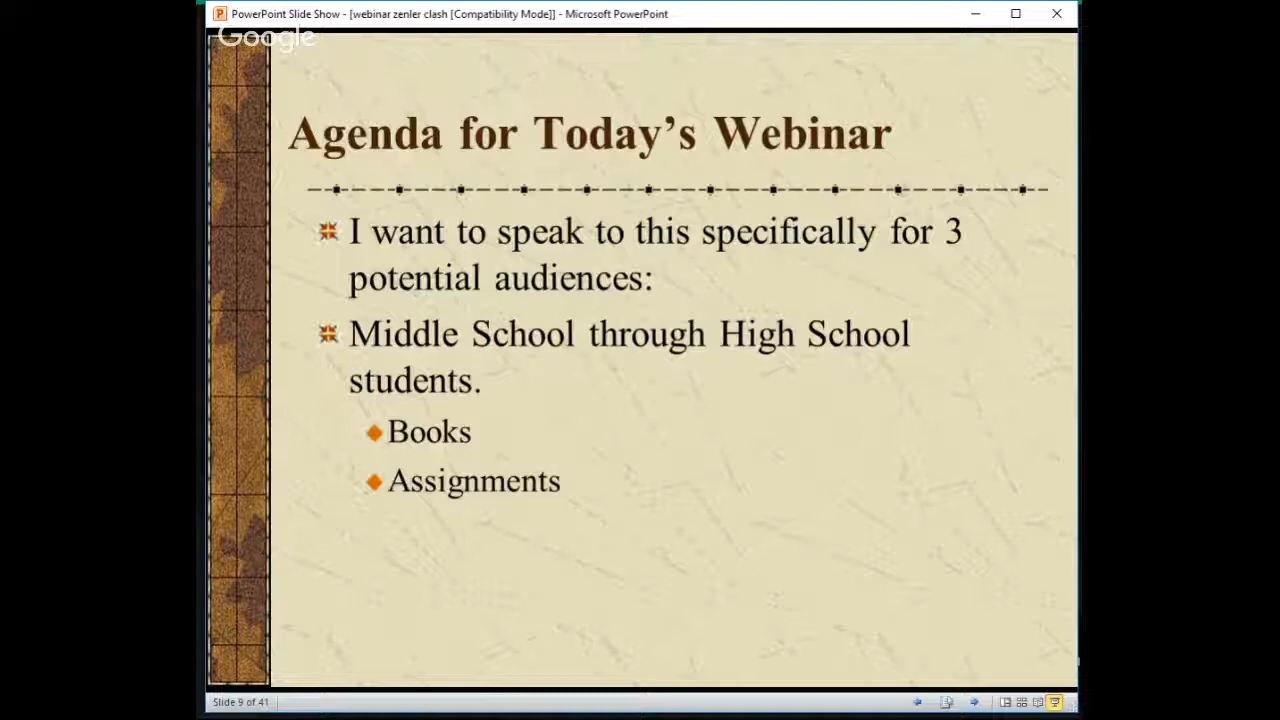 PowerPoint Slide Show - [webinar zenler clash [Compatibility Mode]] - Microsoft PowerPoint
Google
Agenda for Today’s Webinar
I want to speak to this specifically for 3
potential audiences:
Middle School through High School
students.
Books
Assignments
Slide 9 of 41